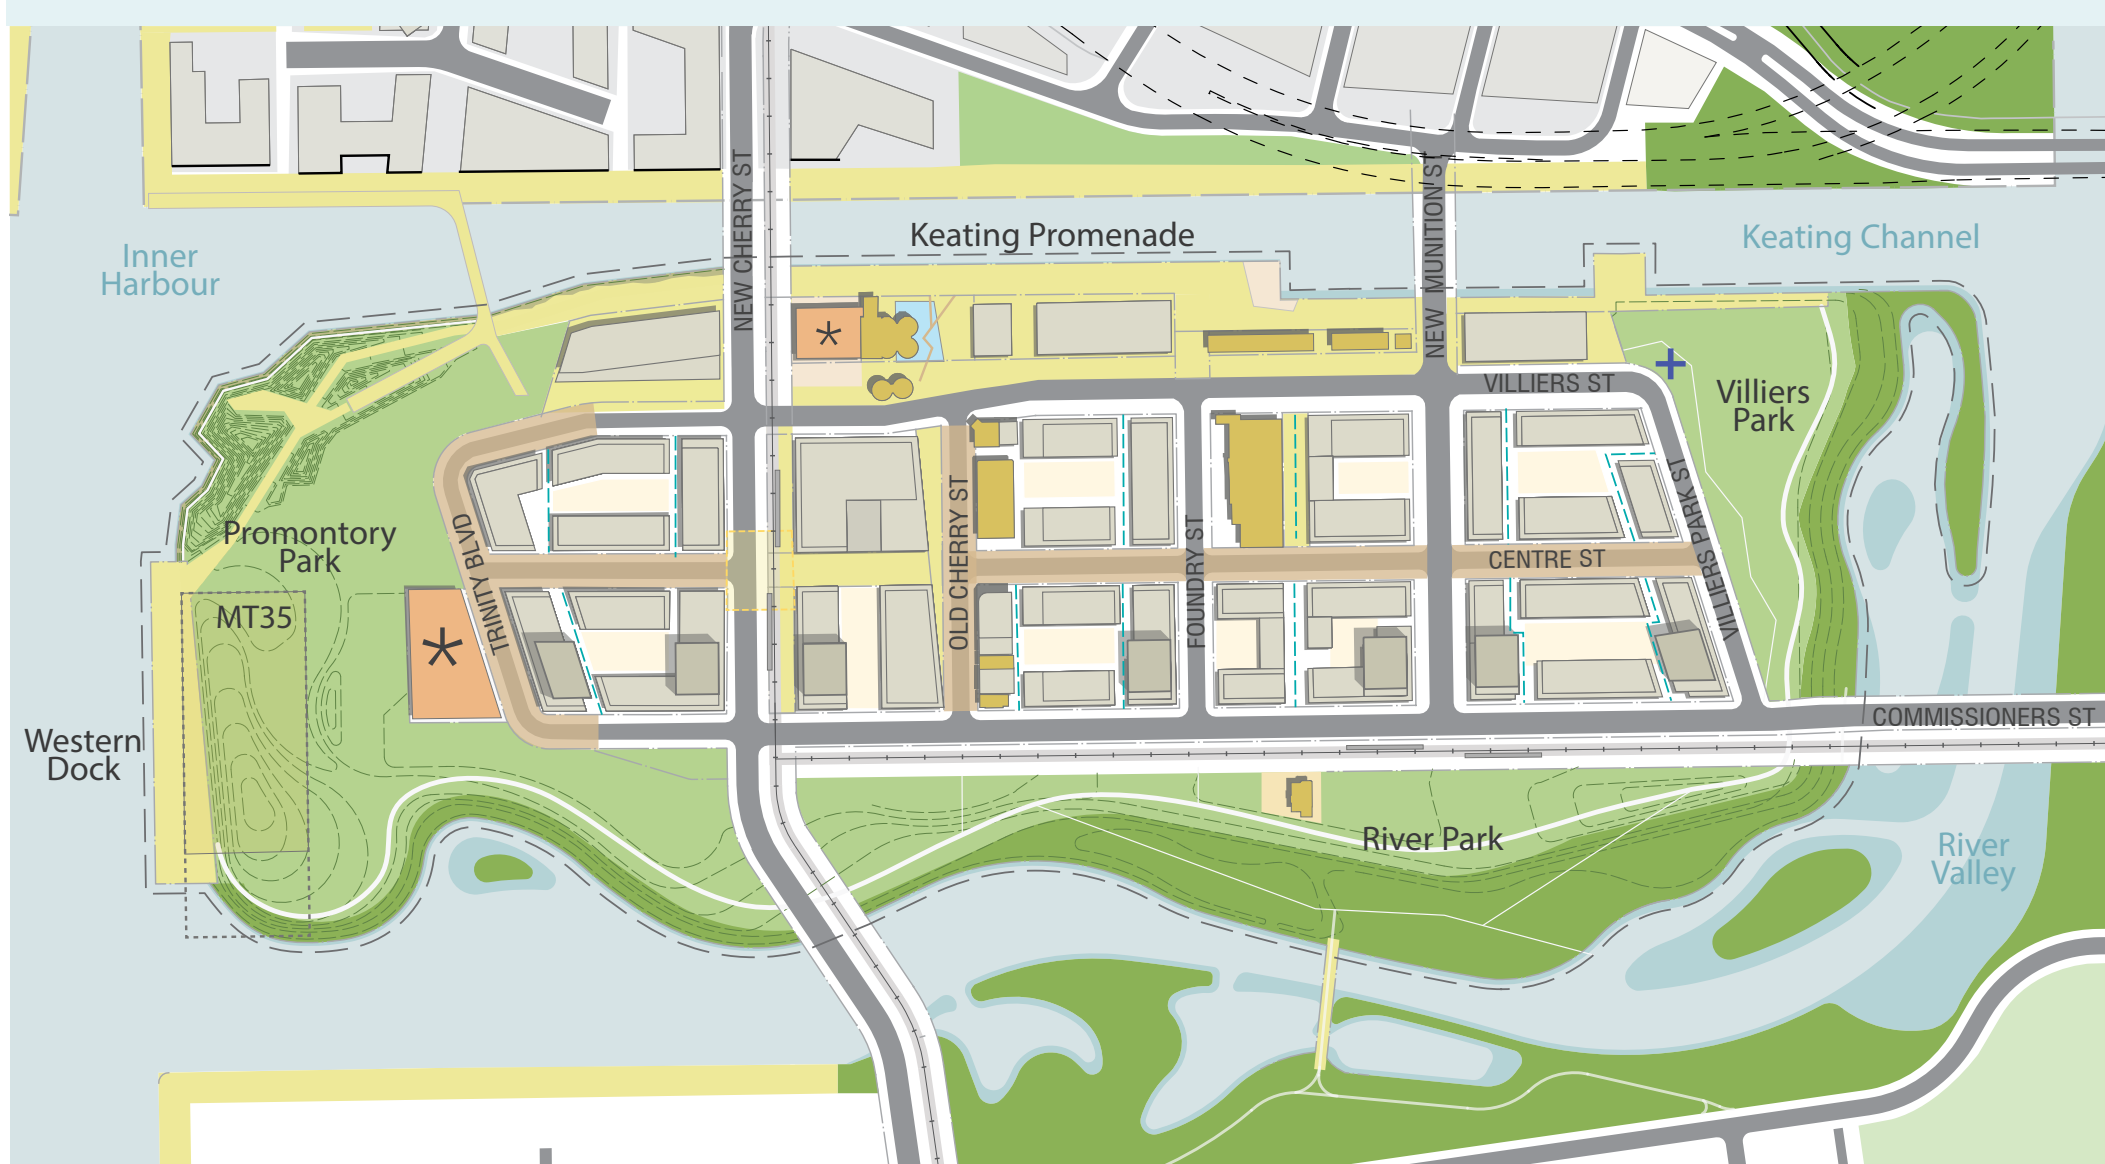 NEW CHERRY ST
NEW MUNITION ST
Keating Promenade
Keating Channel
Inner
Harbour
VILLIERS ST
Villiers
Park
Promontory
Park
TRINITY BLVD
OLD CHERRY ST
FOUNDRY ST
CENTRE ST
VILLIERS PARK ST
MT35
COMMISSIONERS ST
Western
Dock
River Park
River
Valley